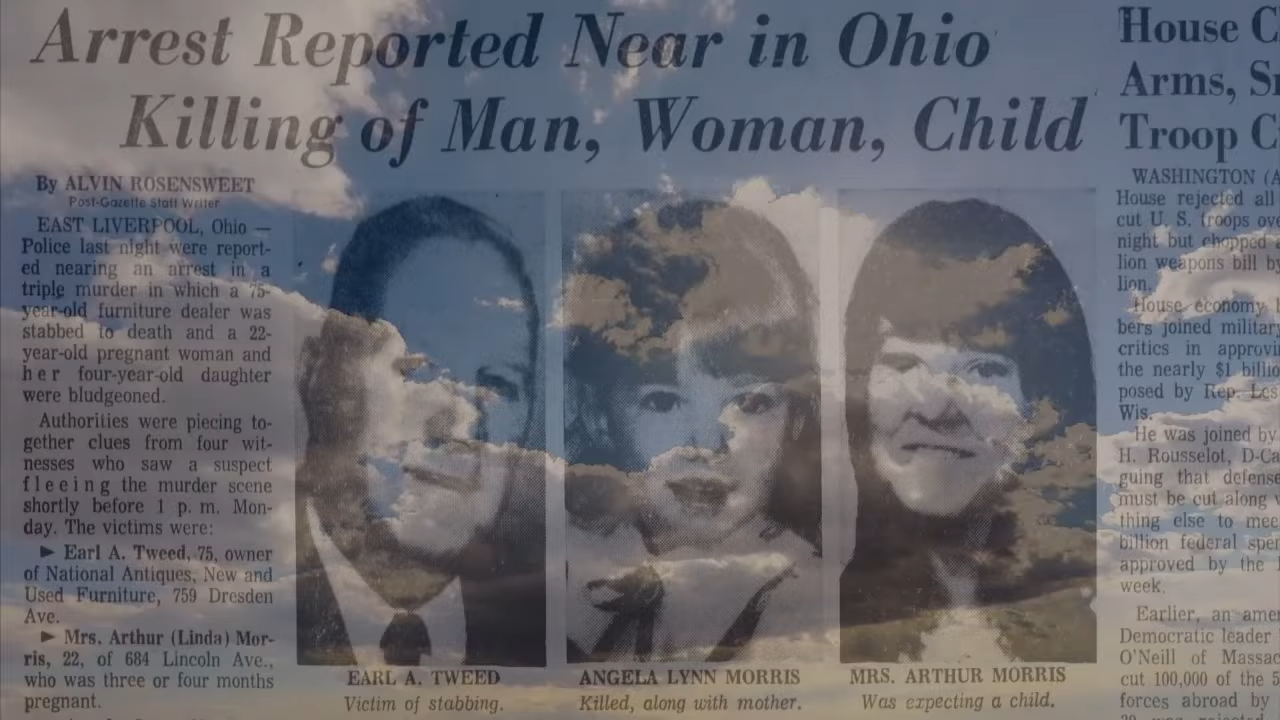 Arrest Reported Near in Ohio
Killing of Man, Woman, Child
By ALVIN ROSENSWEET
Post-Gazette Staff Writer
EAST LIVERPOOL, Ohio —
Police last night were report-
ed nearing an arrest in a
triple murder in which a 75-
year-old furniture dealer was
stabbed to death and a 22-
year-old pregnant woman and
her four-year-old daughter
were bludgeoned.
Authorities were piecing to-
gether clues from four wit-
nesses who saw a suspect
fleeing the murder scene
shortly before 1 p. m. Mon-
day. The victims were:
► Earl A. Tweed, 75, owner
of National Antiques, New and
Used Furniture, 759 Dresden
Ave.
► Mrs. Arthur (Linda) Mor-
ris, 22, of 684 Lincoln Ave.,
who was three or four months
pregnant.
EARL A. TWEED
Victim of stabbing.
ANGELA LYNN MORRIS
Killed, along with mother.
MRS. ARTHUR MORRIS
Was expecting a child.
House C
Arms, S
Troop C
WASHINGTON (A
House rejected all
cut U. S. troops ov
night but chopped
lion weapons bill by
lion.
House economy
bers joined militar
critics in approvi
the nearly $1 billio
posed by Rep. Les
Wis.
He was joined by
H. Rousselot, D-Ca
guing that defense
must be cut along
thing else to mee
billion federal spe
approved by the
week.
Earlier, an ame
Democratic leader
O'Neill of Massac
cut 100,000 of the 5
forces abroad by